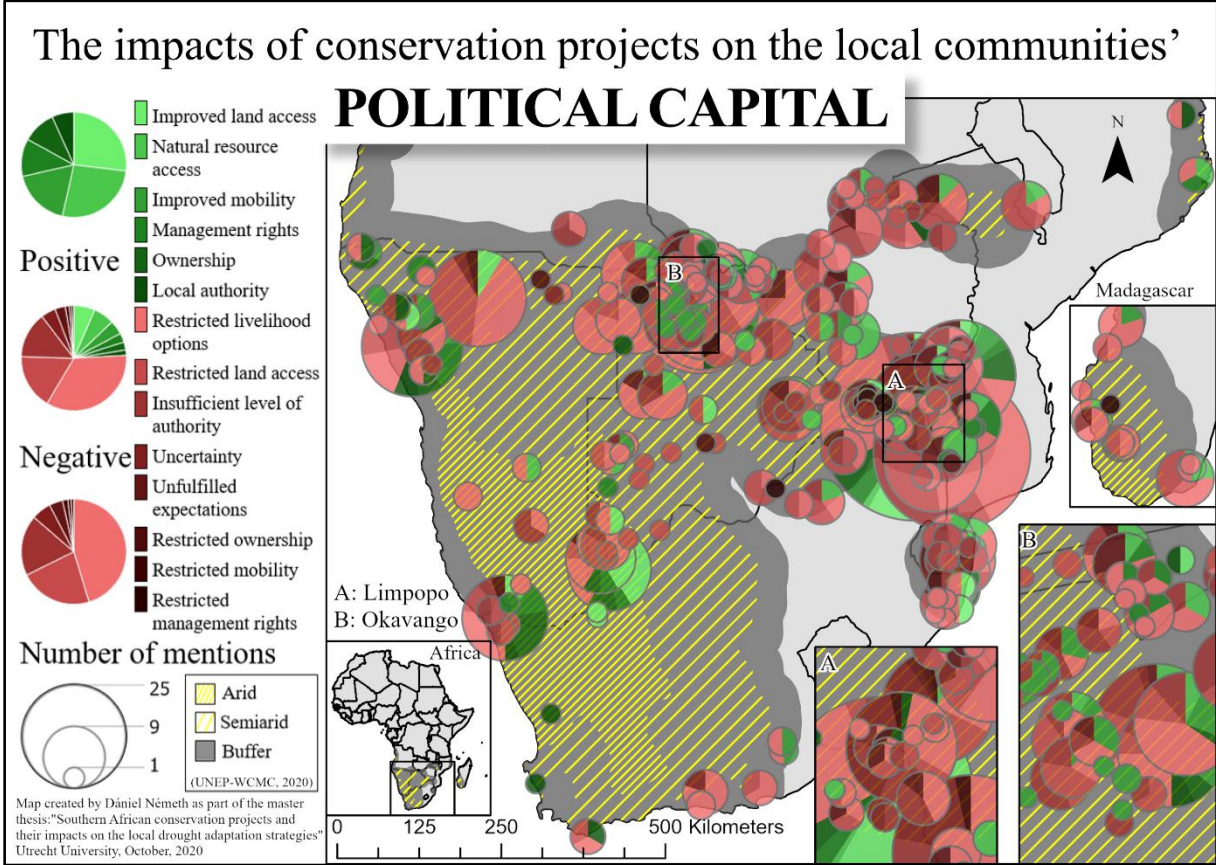 The impacts of conservation projects on the local communities’
POLITICAL CAPITAL
Improved land access
Natural resource
access
Improved mobility
Management rights
Ownership
Local authority
Restricted livelihood
options
Restricted land access
Insufficient level of
authority
Uncertainty
Unfulfilled
expectations
Restricted ownership
Restricted mobility
Restricted
management rights
Positive
Negative
Number of mentions
25
9
1
Arid
Semiarid
Buffer
(UNEP-WCMC, 2020)
Map created by Dániel Németh as part of the master
thesis:"Southern African conservation projects and
their impacts on the local drought adaptation strategies"
Utrecht University, October, 2020
N
B
A
Madagascar
A: Limpopo
B: Okavango
Africa
A
B
0 125 250 500 Kilometers